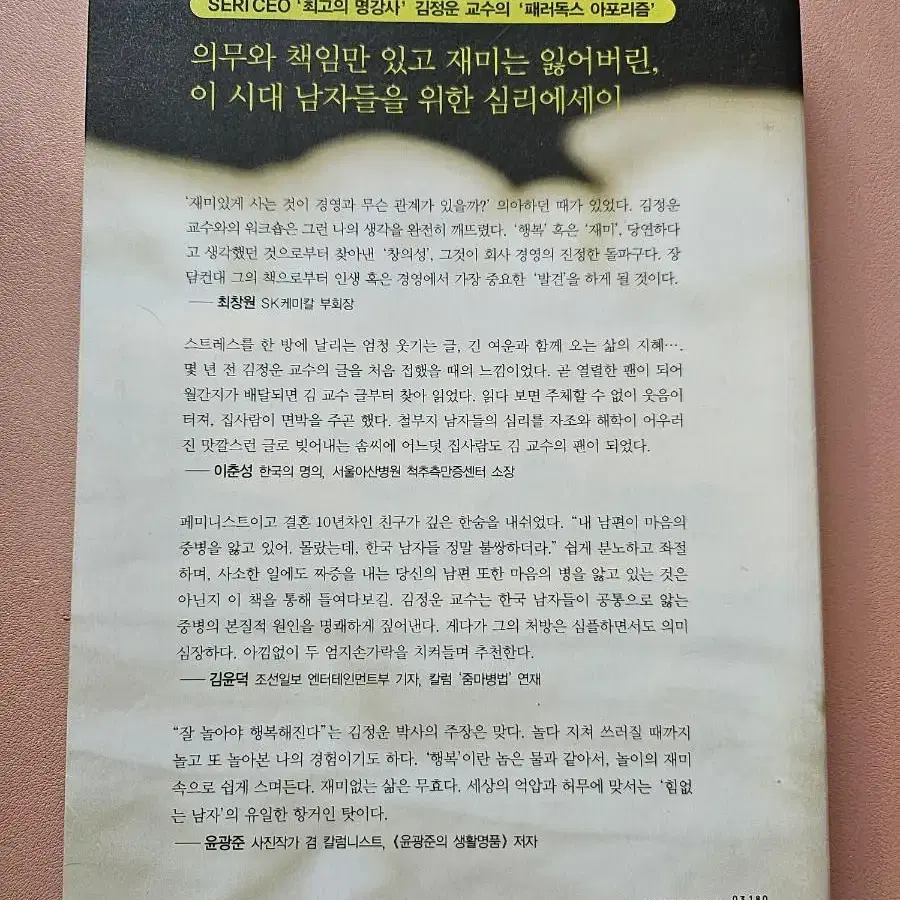 SERI CEO '최고의 명강사' 김정운 교수의 '패러독스 아포리즘'
의무와 책임만 있고 재미는 잃어버린,
이 시대 남자들을 위한 심리에세이
'재미있게 사는 것이 경영과 무슨 관계가 있을까?' 의아하던 때가 있었다. 김정운
교수와의 워크숍은 그런 나의 생각을 완전히 깨뜨렸다. '행복' 혹은 '재미', 당연하다
고 생각했던 것으로부터 찾아낸 '창의성', 그것이 회사 경영의 진정한 돌파구다. 장
담컨대 그의 책으로부터 인생 혹은 경영에서 가장 중요한 '발견'을 하게 될 것이다.
── 최창원 SK케미칼 부회장
스트레스를 한 방에 날리는 엄청 웃기는 글, 긴 여운과 함께 오는 삶의 지혜….
몇 년 전 김정운 교수의 글을 처음 접했을 때의 느낌이었다. 곧 열렬한 팬이 되어
월간지가 배달되면 김 교수 글부터 찾아 읽었다. 읽다 보면 주체할 수 없이 웃음이
터져, 집사람이 면박을 주곤 했다. 철부지 남자들의 심리를 자조와 해학이 어우러
진 맛깔스런 글로 빚어내는 솜씨에 어느덧 집사람도 김 교수의 팬이 되었다.
── 이춘성 한국의 명의, 서울아산병원 척추측만증센터 소장
페미니스트이고 결혼 10년차인 친구가 깊은 한숨을 내쉬었다. "내 남편이 마음의
중병을 앓고 있어. 몰랐는데, 한국 남자들 정말 불쌍하더라." 쉽게 분노하고 좌절
하며, 사소한 일에도 짜증을 내는 당신의 남편 또한 마음의 병을 앓고 있는 것은
아닌지 이 책을 통해 들여다보길. 김정운 교수는 한국 남자들이 공통으로 앓는
중병의 본질적 원인을 명쾌하게 짚어낸다. 게다가 그의 처방은 심플하면서도 의미
심장하다. 아낌없이 두 엄지손가락을 치켜들며 추천한다.
── 김윤덕 조선일보 엔터테인먼트부 기자, 칼럼 '줌마병법' 연재
"잘 놀아야 행복해진다"는 김정운 박사의 주장은 맞다. 놀다 지쳐 쓰러질 때까지
놀고 또 놀아본 나의 경험이기도 하다. '행복'이란 놈은 물과 같아서, 놀이의 재미
속으로 쉽게 스며든다. 재미없는 삶은 무효다. 세상의 억압과 허무에 맞서는 '힘없
는 남자'의 유일한 항거인 탓이다.
── 윤광준 사진작가 겸 칼럼니스트, 《윤광준의 생활명품》 저자
03180